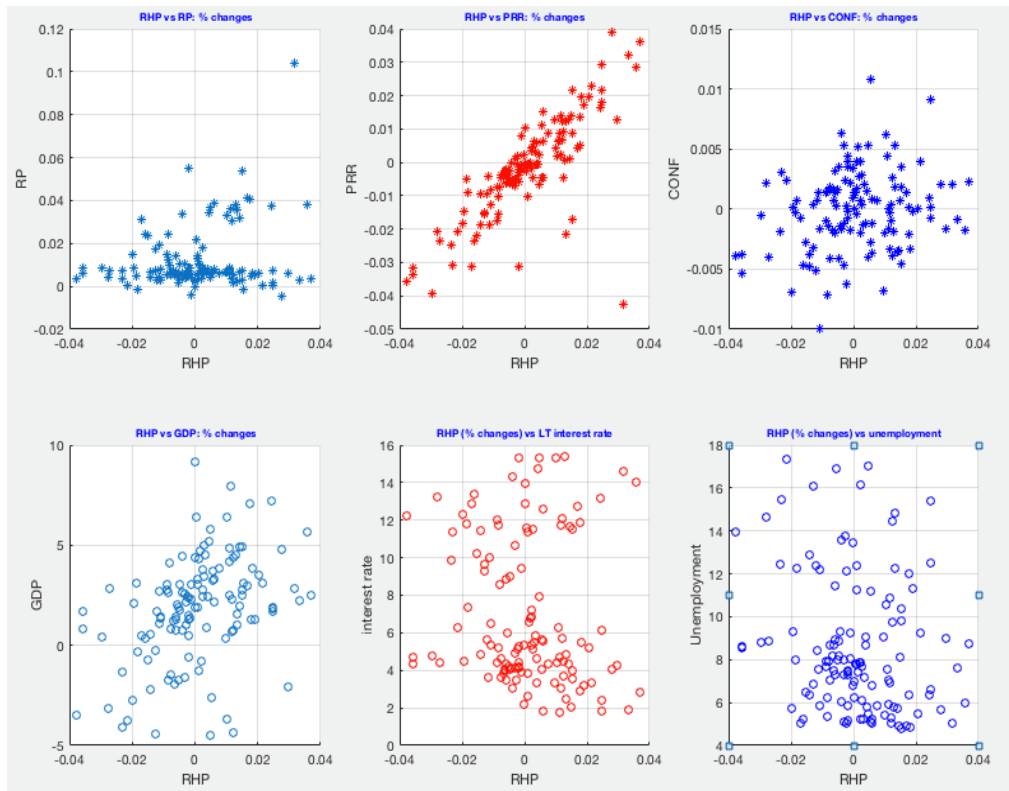 RHP vs RP: % changes
0.12
0.1
0.08
0.06
0.04
0.02
0
-0.02
RP
-0.04 -0.02 0 0.02 0.04
RHP
RHP vs PRR: % changes
0.04
0.03
0.02
0.01
0
-0.01
-0.02
-0.03
-0.04
-0.05
PRR
-0.04 -0.02 0 0.02 0.04
RHP
RHP vs CONF: % changes
0.015
0.01
0.005
0
-0.005
-0.01
CONF
-0.04 -0.02 0 0.02 0.04
RHP
RHP vs GDP: % changes
10
5
0
-5
GDP
-0.04 -0.02 0 0.02 0.04
RHP
RHP (% changes) vs LT interest rate
16
14
12
10
8
6
4
2
0
interest rate
-0.04 -0.02 0 0.02 0.04
RHP
RHP (% changes) vs unemployment
18
16
14
12
10
8
6
4
Unemployment
-0.04 -0.02 0 0.02 0.04
RHP